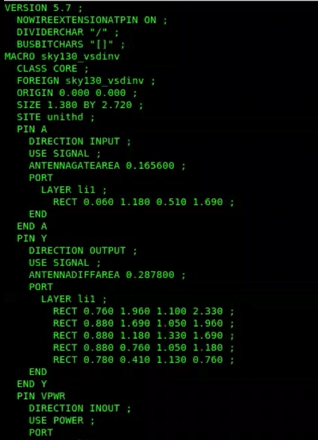 VERSION 5.7 ;
NOWIREEXTENSIONATPIN ON ;
DIVIDERCHAR "/" ;
BUSBITCHARS "[]" ;
MACRO sky130_vsdinv
CLASS CORE ;
FOREIGN sky130_vsdinv ;
ORIGIN 0.000 0.000 ;
SIZE 1.380 BY 2.720 ;
SITE unithd ;
PIN A
DIRECTION INPUT ;
USE SIGNAL ;
ANTENNAGATEAREA 0.165600 ;
PORT
LAYER li1 ;
RECT 0.060 1.180 0.510 1.690 ;
END
END A
PIN Y
DIRECTION OUTPUT ;
USE SIGNAL ;
ANTENNADIFFAREA 0.287800 ;
PORT
LAYER li1 ;
RECT 0.760 1.960 1.100 2.330 ;
RECT 0.880 1.690 1.050 1.960 ;
RECT 0.880 1.180 1.330 1.690 ;
RECT 0.880 0.760 1.050 1.180 ;
RECT 0.780 0.410 1.130 0.760 ;
END
END Y
PIN VPWR
DIRECTION INOUT ;
USE POWER ;
PORT